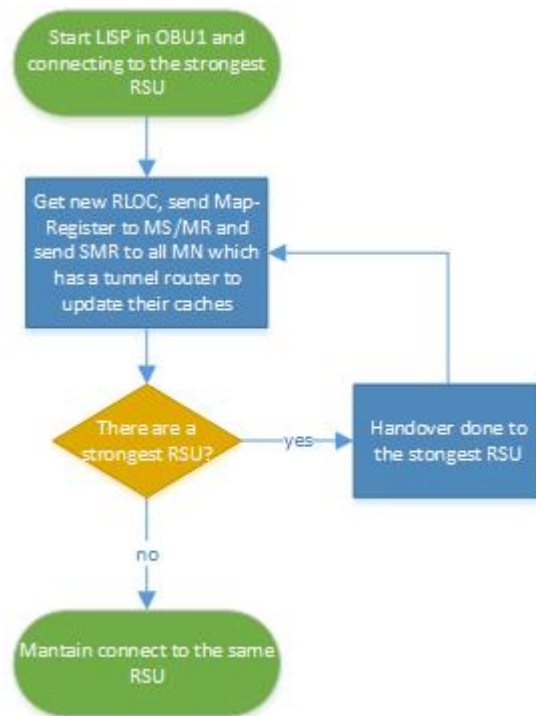 Start LISP in OBU1 and
connecting to the strongest
RSU
Get new RLOC, send Map-
Register to MS/MR and
send SMR to all MN which
has a tunnel router to
update their caches
There are a
strongest RSU?
yes
Handover done to
the stongest RSU
no
Mantain connect to the same
RSU